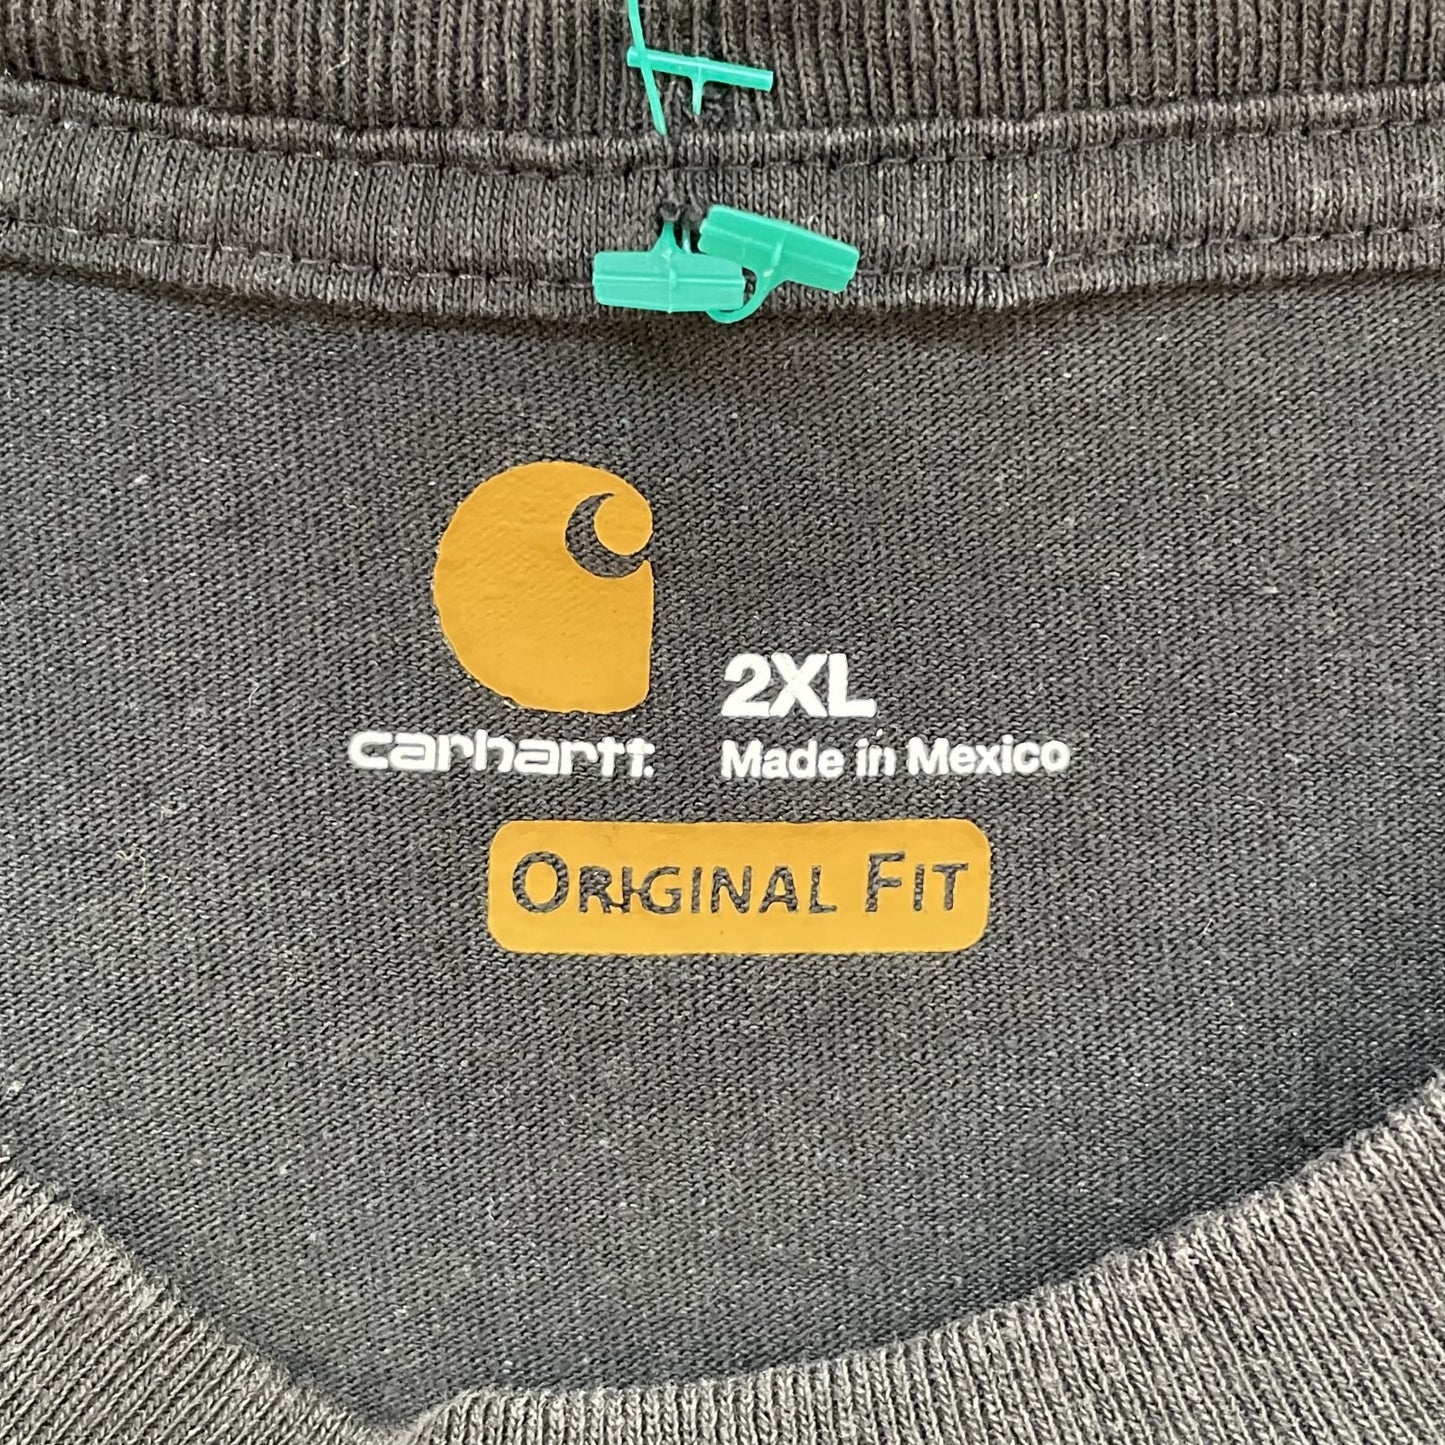 2XL
carhartt.
Made in Mexico
ORIGINAL FIT